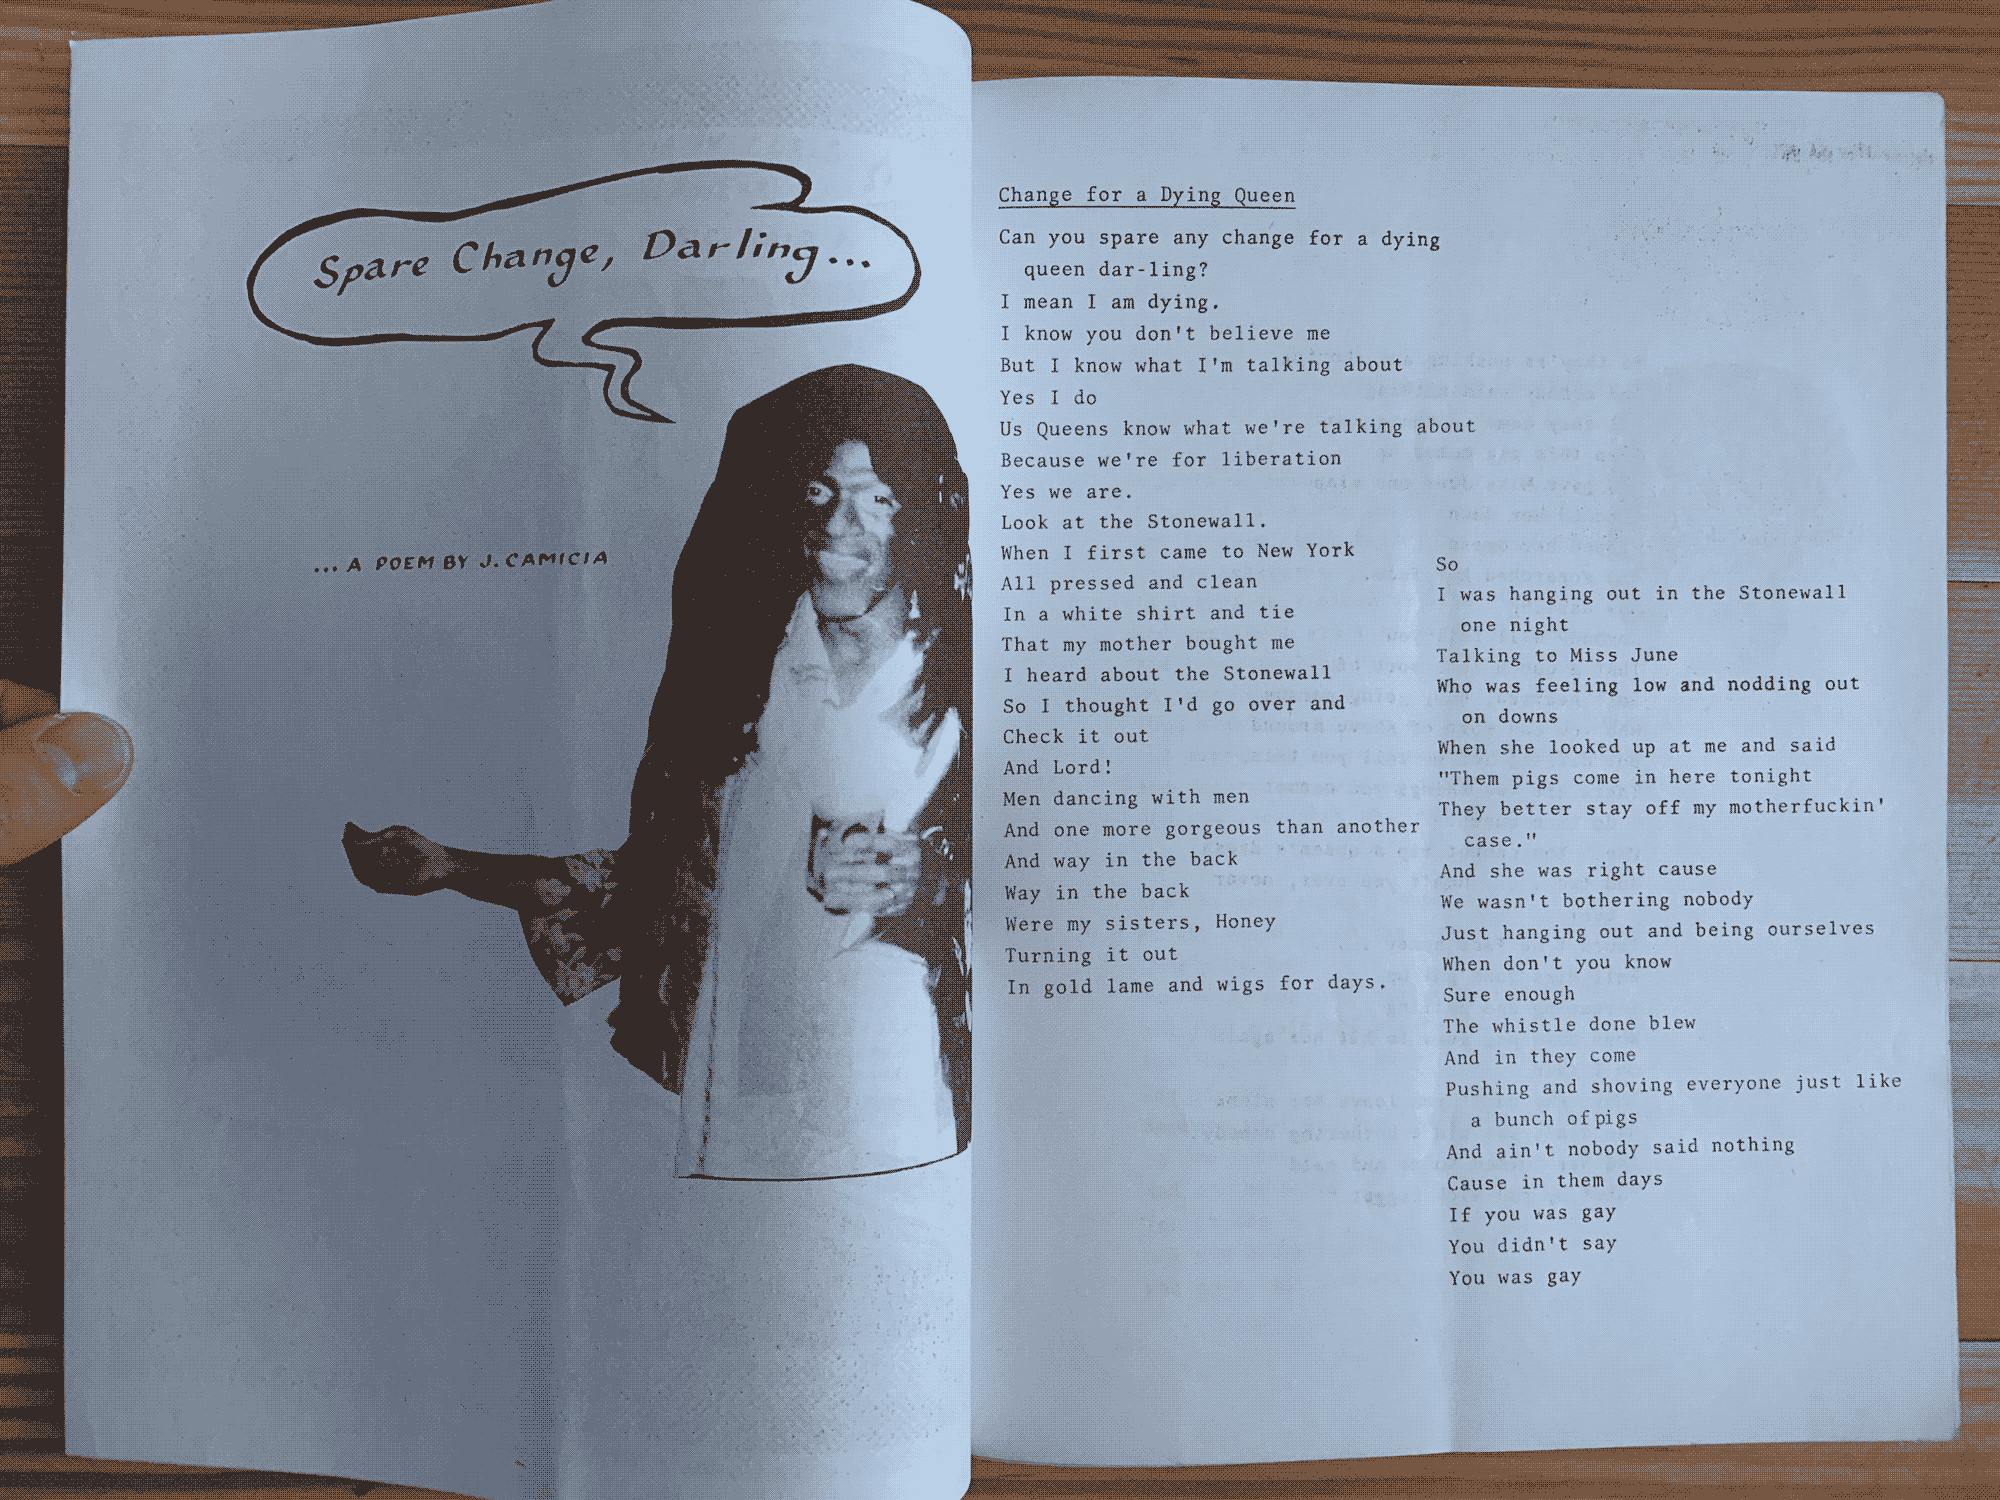 Spare Change, Darling...
... A POEM BY J. CAMICIA
Change for a Dying Queen
Can you spare any change for a dying
queen dar-ling?
I mean I am dying.
I know you don't believe me
But I know what I'm talking about
Yes I do
Us Queens know what we're talking about
Because we're for liberation
Yes we are.
Look at the Stonewall.
When I first came to New York
All pressed and clean
In a white shirt and tie
That my mother bought me
I heard about the Stonewall
So I thought I'd go over and
Check it out
And Lord!
Men dancing with men
And one more gorgeous than another
And way in the back
Way in the back
Were my sisters, Honey
Turning it out
In gold lame and wigs for days.
So
I was hanging out in the Stonewall
one night
Talking to Miss June
Who was feeling low and nodding out
on downs
When she looked up at me and said
"Them pigs come in here tonight
They better stay off my motherfuckin'
case."
And she was right cause
We wasn't bothering nobody
Just hanging out and being ourselves
When don't you know
Sure enough
The whistle done blew
And in they come
Pushing and shoving everyone just like
a bunch of pigs
And ain't nobody said nothing
Cause in them days
If you was gay
You didn't say
You was gay